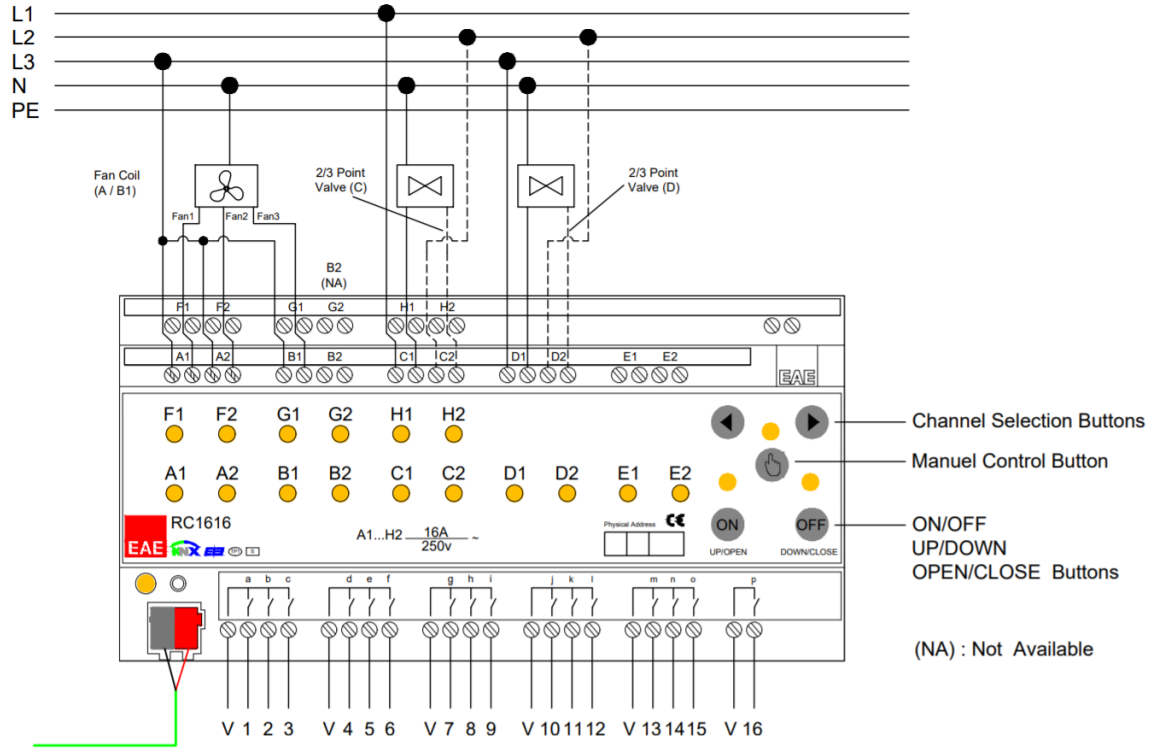 L1
L2
L3
N
PE
Fan Coil
(A / B1)
2/3 Point
Valve (C)
2/3 Point
Valve (D)
Fan1 Fan2 Fan3
B2
(NA)
F1 F2 G1 G2 H1 H2
A1 A2 B1 B2 C1 C2 D1 D2 E1 E2
EAE
F1 F2 G1 G2 H1 H2
Channel Selection Buttons
Manuel Control Button
A1 A2 B1 B2 C1 C2 D1 D2 E1 E2
EAE
RC1616
KNX EIB
A1...H2 16A
250v ~
Physical Address CE
ON OFF
UP/OPEN DOWN/CLOSE
ON/OFF
UP/DOWN
OPEN/CLOSE Buttons
a b c d e f g h i j k l m n o p
(NA) : Not Available
V 1 2 3 V 4 5 6 V 7 8 9 V 10 11 12 V 13 14 15 V 16